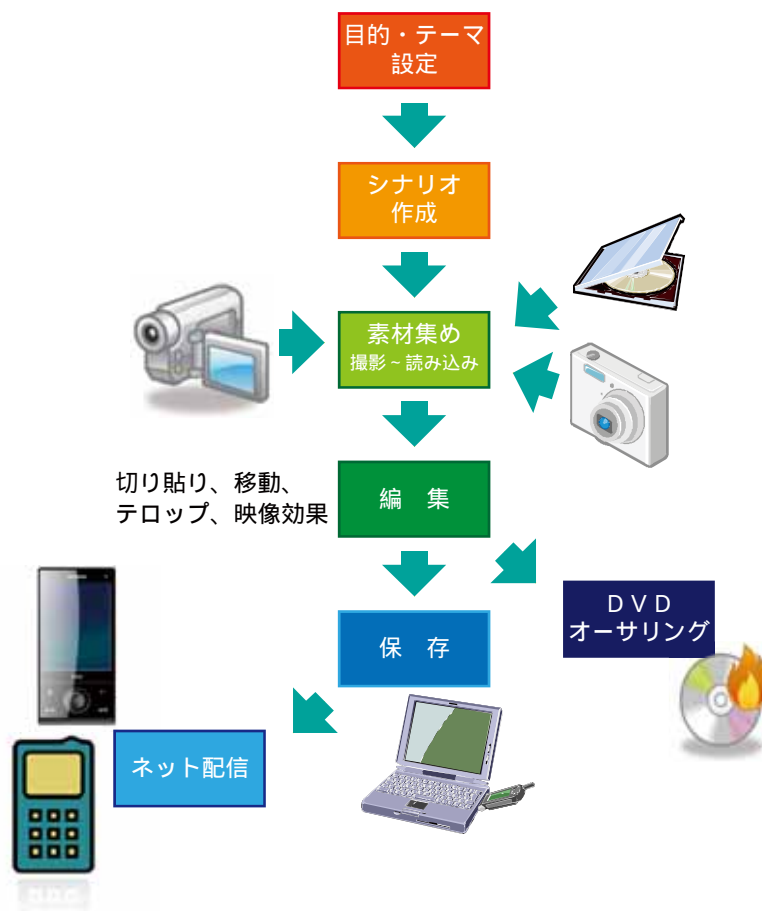 目的・テーマ
設定
シナリオ
作成
素材集め
撮影~読み込み
切り貼り、移動、
テロップ、映像効果
編　集
DVD
オーサリング
保　存
ネット配信